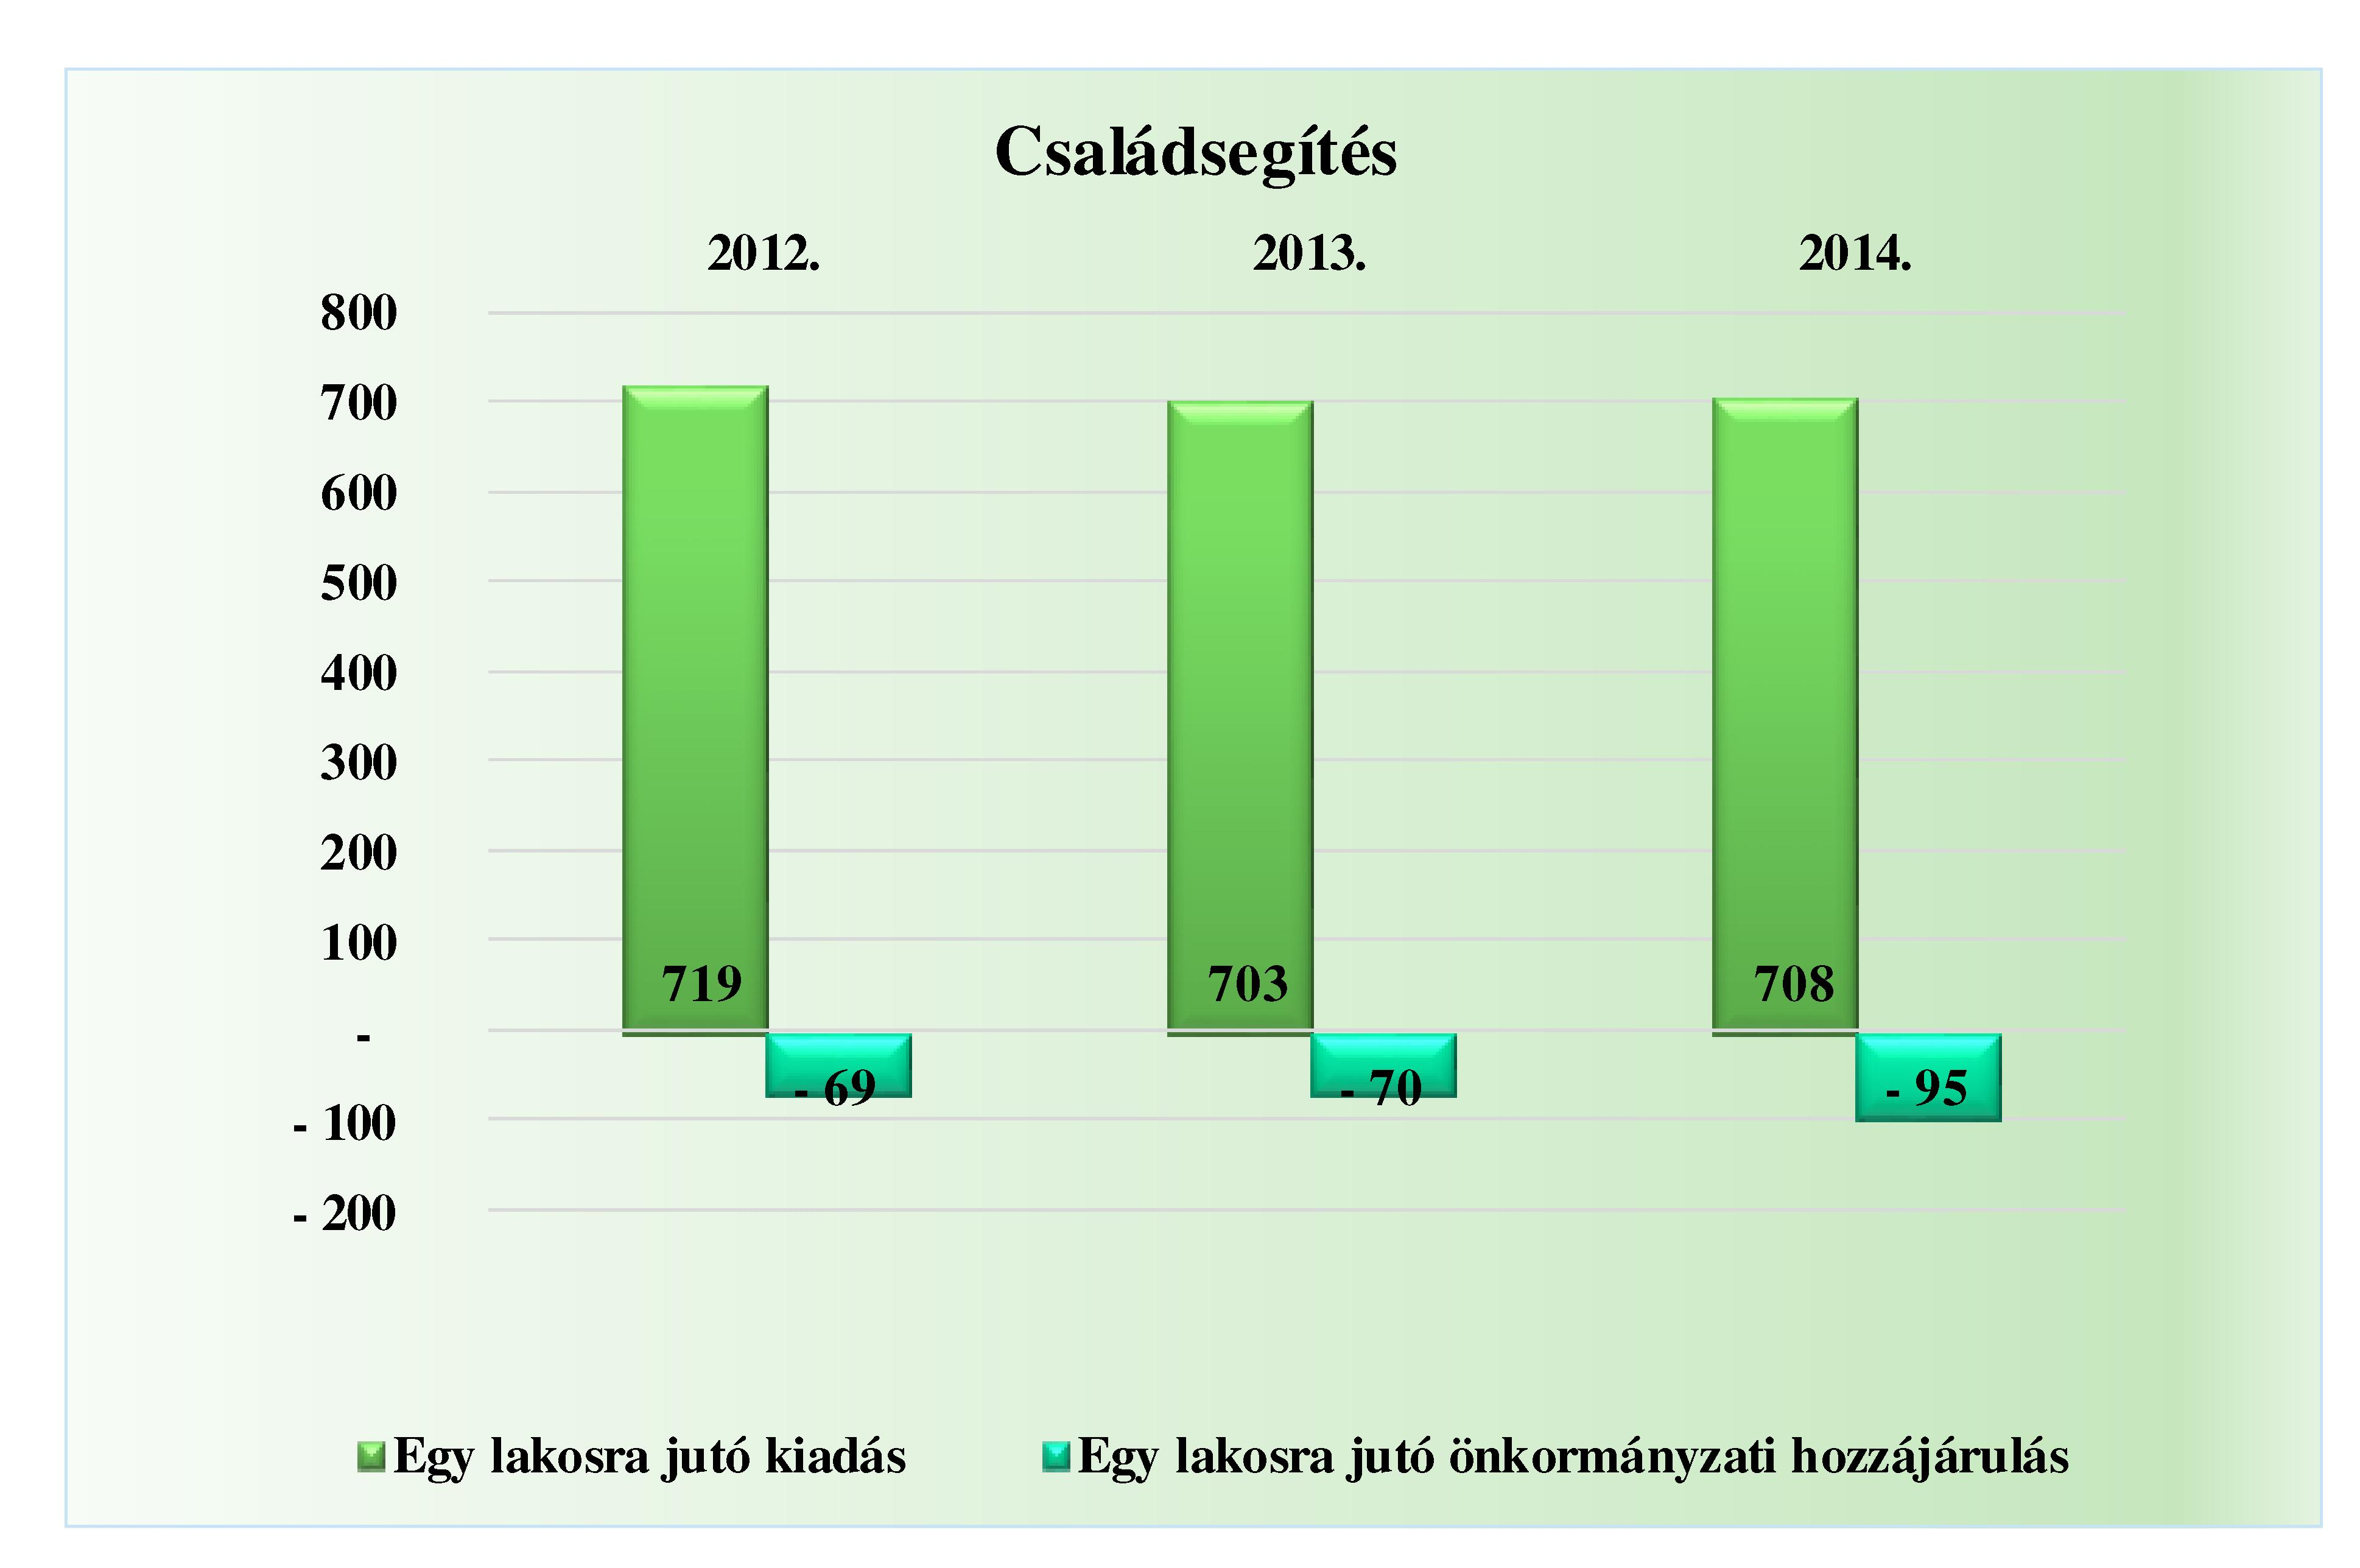 Családsegítés
2012. 2013. 2014.
800
700
600
500
400
300
200
100
-
- 100
- 200
719 703 708
- 69 - 70 - 95
Egy lakosra jutó kiadás Egy lakosra jutó önkormányzati hozzájárulás